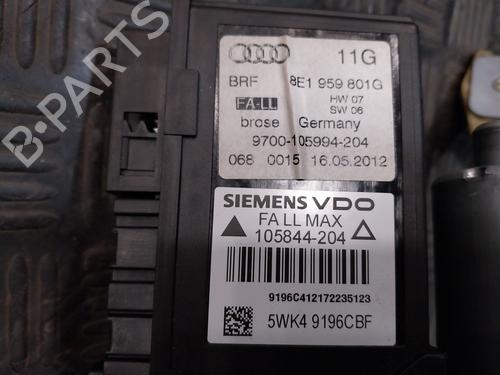 11G
BRF 8E1 959 801G
FA-LL HW 07
SW 06
brose Germany
9700-105994-204
068 0015 16.05.2012
SIEMENS VDO
FA LL MAX
105844-204
9196C412172235123
5WK4 9196CBF
B-PARTS